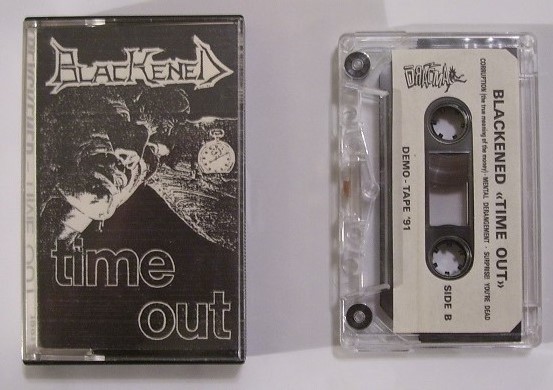 BLACKENED
time
out
BLACKENED «TIME OUT»
CORRUPTION (the true meaning of the money) · MENTAL DERANGEMENT · SURPRISE YOU'RE DEAD
DEMO - TAPE '91
SIDE B